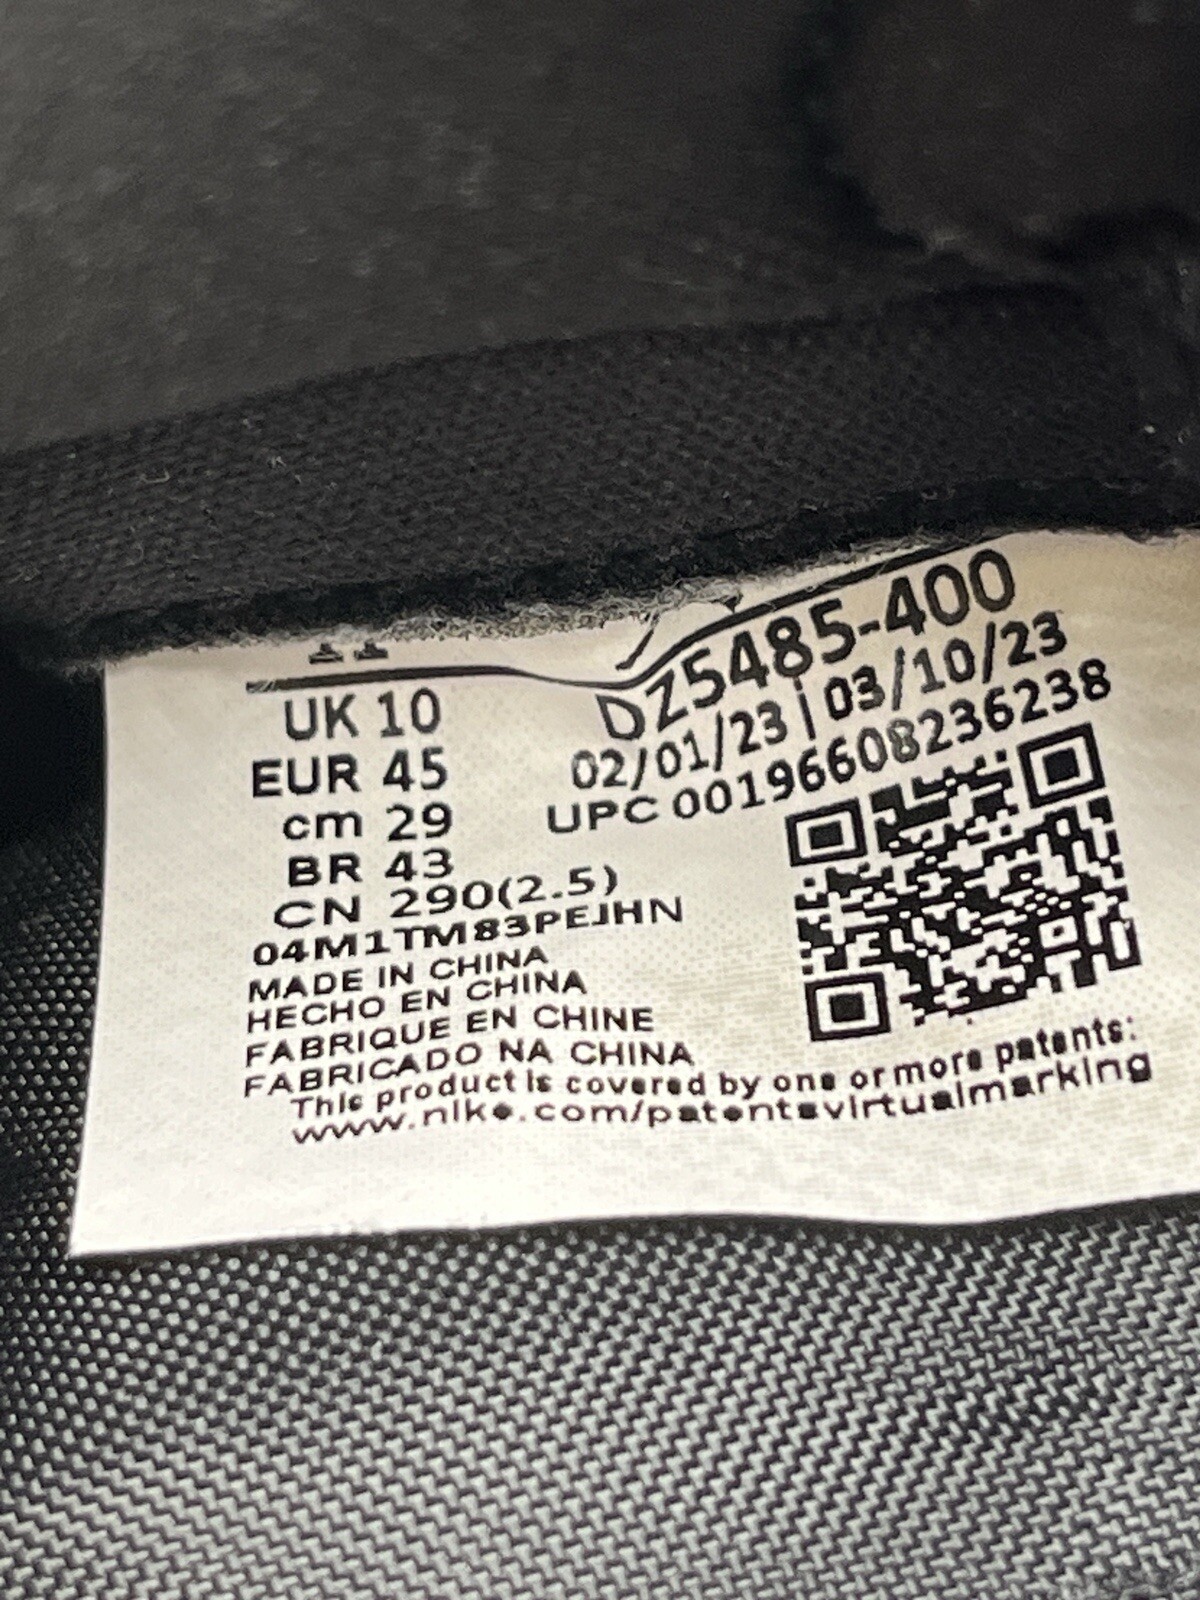 UK 10
EUR 45
cm 29
BR 43
CN 290(2.5)
04M1TM83PEJHN
MADE IN CHINA
HECHO EN CHINA
FABRIQUE EN CHINE
FABRICADO NA CHINA
DZ5485-400
02/01/23 | 03/10/23
UPC 00196608236238
This product is covered by one or more patents:
www.nike.com/patentsvirtualmarking